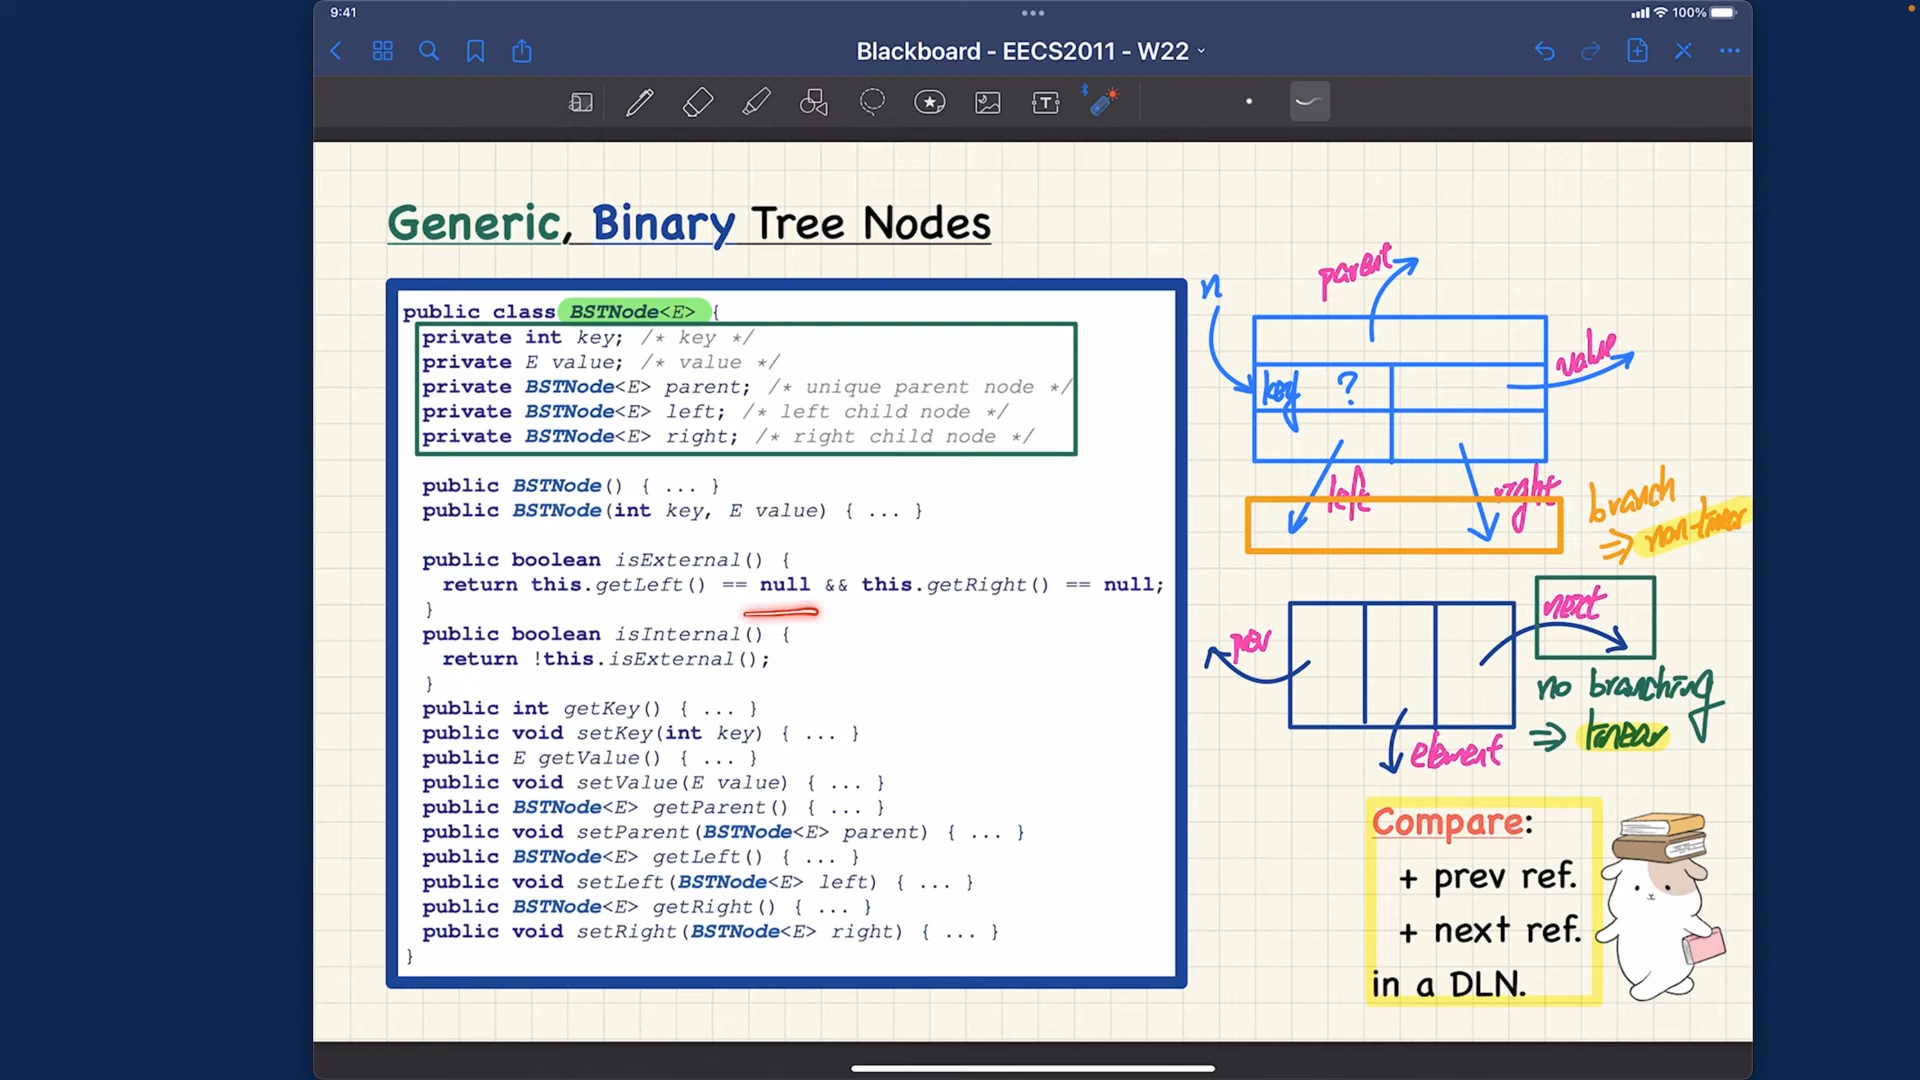 9:41
100%
Blackboard - EECS2011 - W22
Generic, Binary Tree Nodes
public class BSTNode<E> {
private int key; /* key */
private E value; /* value */
private BSTNode<E> parent; /* unique parent node */
private BSTNode<E> left; /* left child node */
private BSTNode<E> right; /* right child node */
public BSTNode() { ... }
public BSTNode(int key, E value) { ... }
public boolean isExternal() {
return this.getLeft() == null && this.getRight() == null;
}
public boolean isInternal() {
return !this.isExternal();
}
public int getKey() { ... }
public void setKey(int key) { ... }
public E getValue() { ... }
public void setValue(E value) { ... }
public BSTNode<E> getParent() { ... }
public void setParent(BSTNode<E> parent) { ... }
public BSTNode<E> getLeft() { ... }
public void setLeft(BSTNode<E> left) { ... }
public BSTNode<E> getRight() { ... }
public void setRight(BSTNode<E> right) { ... }
}
n
parent
key ?
value
left
right
branch
⇒ non-linear
prev
next
element
no branching
⇒ linear
Compare:
+ prev ref.
+ next ref.
in a DLN.